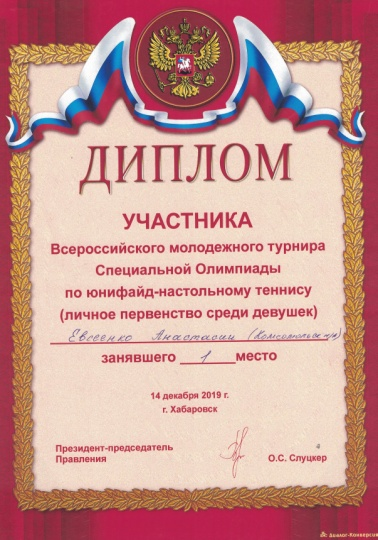 ДИПЛОМ
УЧАСТНИКА
Всероссийского молодежного турнира
Специальной Олимпиады
по юнифайд-настольному теннису
(личное первенство среди девушек)
Евсеенко Анастасии (Комсомольск н/А)
занявшего 1 место
14 декабря 2019 г.
г. Хабаровск
Президент-председатель
Правления О.С. Слуцкер